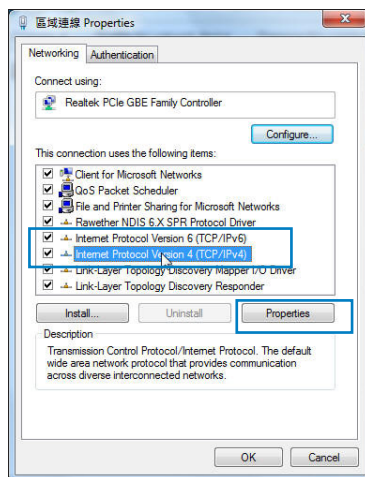 區域連線 Properties
Networking
Authentication
Connect using:
Realtek PCIe GBE Family Controller
Configure...
This connection uses the following items:
Client for Microsoft Networks
QoS Packet Scheduler
File and Printer Sharing for Microsoft Networks
Rawether NDIS 6.X SPR Protocol Driver
Internet Protocol Version 6 (TCP/IPv6)
Internet Protocol Version 4 (TCP/IPv4)
Link-Layer Topology Discovery Mapper I/O Driver
Link-Layer Topology Discovery Responder
Install...
Uninstall
Properties
Description
Transmission Control Protocol/Internet Protocol. The default
wide area network protocol that provides communication
across diverse interconnected networks.
OK
Cancel